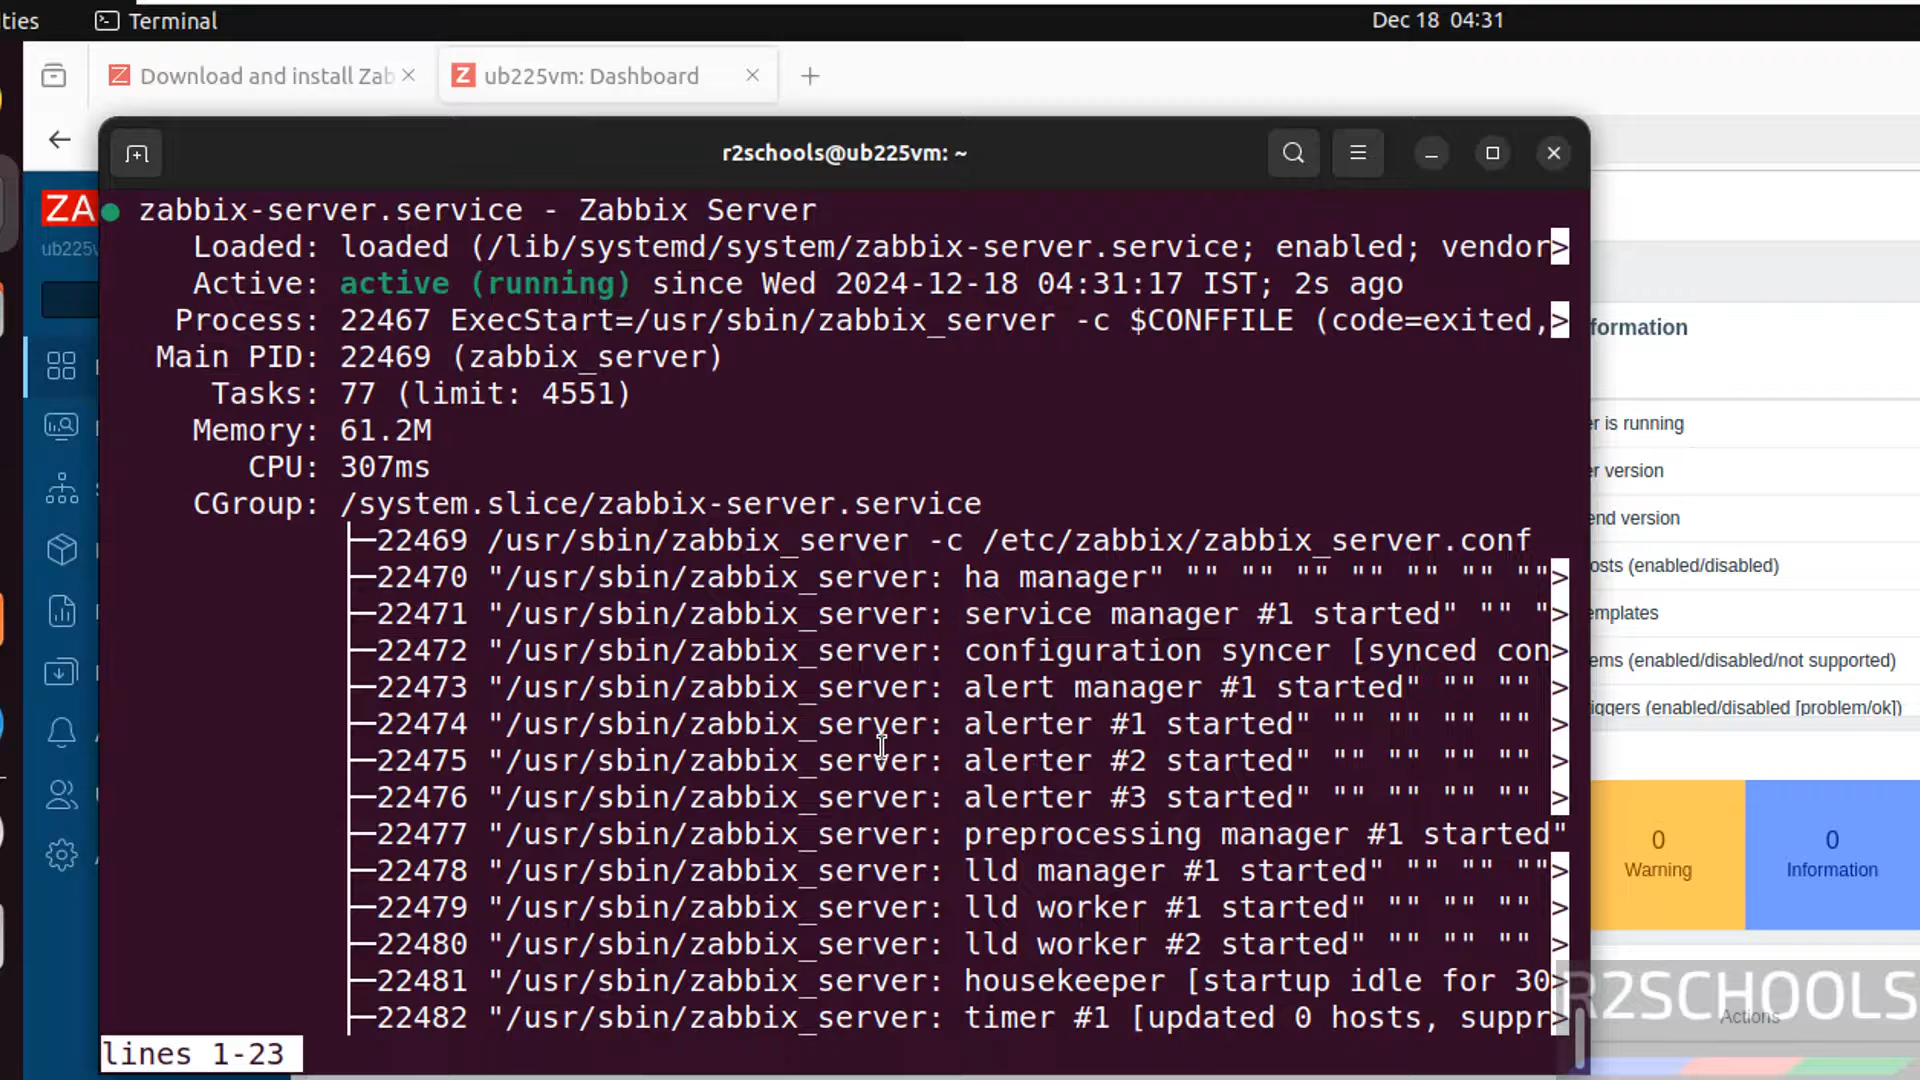 ties
Terminal
Dec 18 04:31
Download and install Zab
ub225vm: Dashboard
r2schools@ub225vm: ~
ZA
ub225v
zabbix-server.service - Zabbix Server
Loaded: loaded (/lib/systemd/system/zabbix-server.service; enabled; vendor>
Active: active (running) since Wed 2024-12-18 04:31:17 IST; 2s ago
Process: 22467 ExecStart=/usr/sbin/zabbix_server -c $CONFFILE (code=exited,>
Main PID: 22469 (zabbix_server)
Tasks: 77 (limit: 4551)
Memory: 61.2M
CPU: 307ms
CGroup: /system.slice/zabbix-server.service
├─22469 /usr/sbin/zabbix_server -c /etc/zabbix/zabbix_server.conf
├─22470 "/usr/sbin/zabbix_server: ha manager" "" "" "" "" "" "" "">
├─22471 "/usr/sbin/zabbix_server: service manager #1 started" "" ">
├─22472 "/usr/sbin/zabbix_server: configuration syncer [synced con>
├─22473 "/usr/sbin/zabbix_server: alert manager #1 started" "" "" >
├─22474 "/usr/sbin/zabbix_server: alerter #1 started" "" "" "" "" >
├─22475 "/usr/sbin/zabbix_server: alerter #2 started" "" "" "" "" >
├─22476 "/usr/sbin/zabbix_server: alerter #3 started" "" "" "" "" >
├─22477 "/usr/sbin/zabbix_server: preprocessing manager #1 started"
├─22478 "/usr/sbin/zabbix_server: lld manager #1 started" "" "" "">
├─22479 "/usr/sbin/zabbix_server: lld worker #1 started" "" "" "" >
├─22480 "/usr/sbin/zabbix_server: lld worker #2 started" "" "" "" >
├─22481 "/usr/sbin/zabbix_server: housekeeper [startup idle for 30>
├─22482 "/usr/sbin/zabbix_server: timer #1 [updated 0 hosts, suppr>
lines 1-23
formation
er is running
er version
end version
osts (enabled/disabled)
emplates
ems (enabled/disabled/not supported)
iggers (enabled/disabled [problem/ok])
0
Warning
0
Information
R2SCHOOLS
Actions